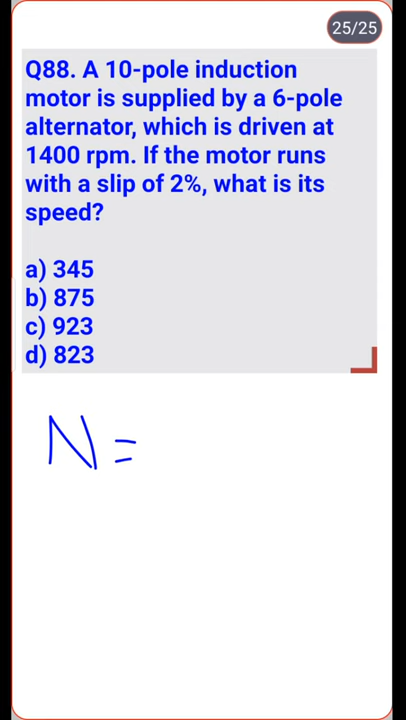 25/25
Q88. A 10-pole induction
motor is supplied by a 6-pole
alternator, which is driven at
1400 rpm. If the motor runs
with a slip of 2%, what is its
speed?
a) 345
b) 875
c) 923
d) 823
N =